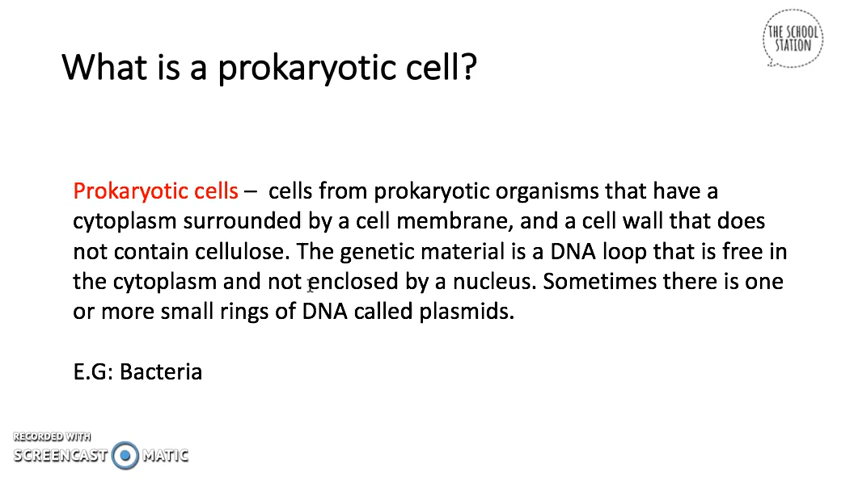 THE SCHOOL
STATION
What is a prokaryotic cell?
Prokaryotic cells – cells from prokaryotic organisms that have a
cytoplasm surrounded by a cell membrane, and a cell wall that does
not contain cellulose. The genetic material is a DNA loop that is free in
the cytoplasm and not enclosed by a nucleus. Sometimes there is one
or more small rings of DNA called plasmids.
E.G: Bacteria
RECORDED WITH
SCREENCAST MATIC